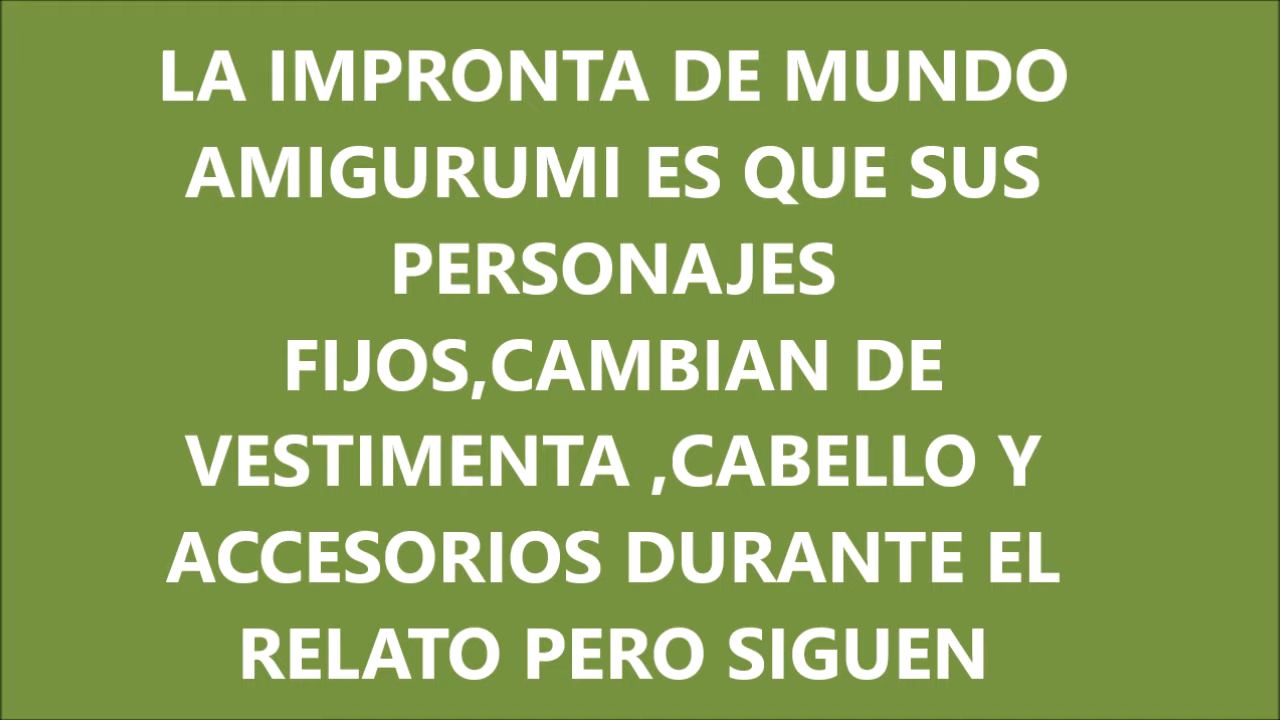 LA IMPRONTA DE MUNDO
AMIGURUMI ES QUE SUS
PERSONAJES
FIJOS,CAMBIAN DE
VESTIMENTA ,CABELLO Y
ACCESORIOS DURANTE EL
RELATO PERO SIGUEN